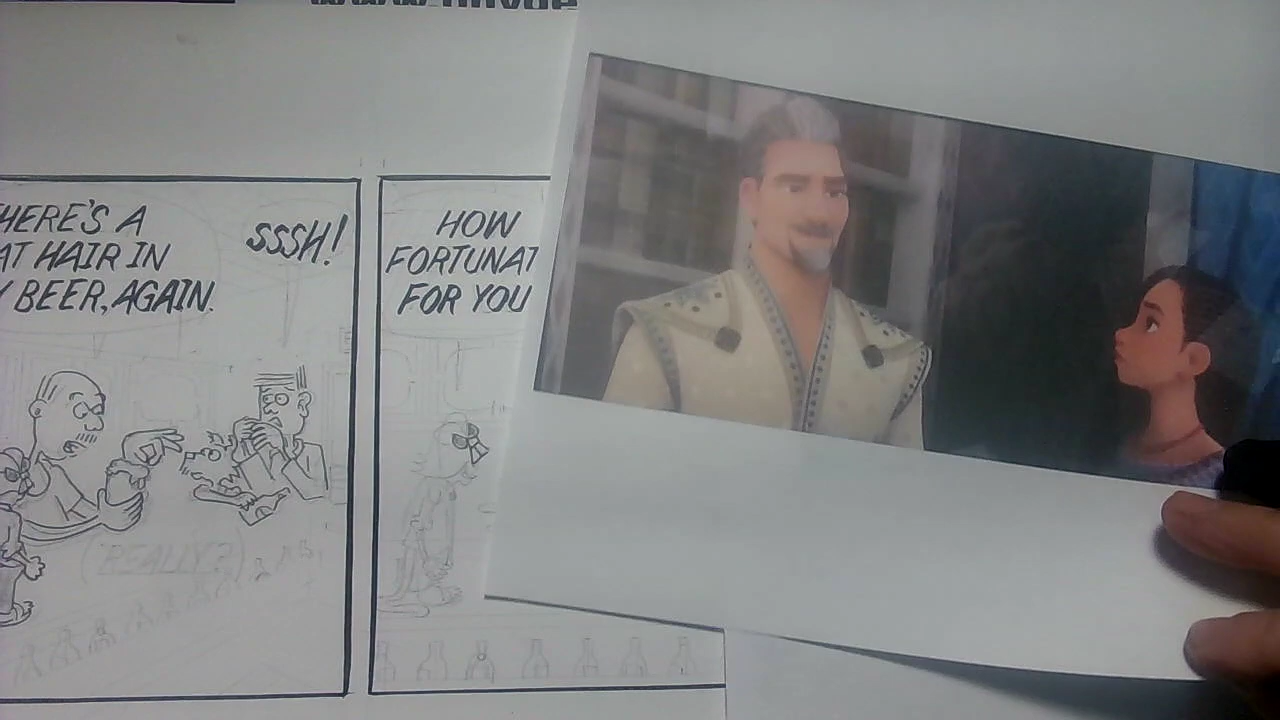 HERE'S A
AT HAIR IN
Y BEER, AGAIN.
SSSH!
(REALLY?)
HOW
FORTUNAT
FOR YOU